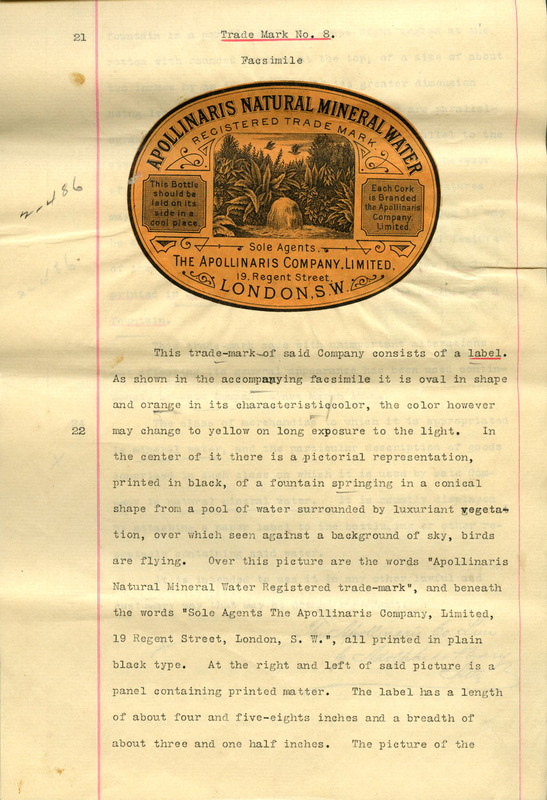 21
Trade Mark No. 8.
Facsimile
APOLLINARIS NATURAL MINERAL WATER
REGISTERED TRADE MARK.
This Bottle
should be
laid on its
side in a
cool place.
Each Cork
is Branded
the Apollinaris
Company,
Limited.
Sole Agents.
THE APOLLINARIS COMPANY, LIMITED,
19, Regent Street,
LONDON, S.W.
2-486
This trade-mark of said Company consists of a label.
As shown in the accompanying facsimile it is oval in shape
and orange in its characteristic color, the color however
22
may change to yellow on long exposure to the light. In
the center of it there is a pictorial representation,
printed in black, of a fountain springing in a conical
shape from a pool of water surrounded by luxuriant vegeta-
tion, over which seen against a background of sky, birds
are flying. Over this picture are the words "Apollinaris
Natural Mineral Water Registered trade-mark", and beneath
the words "Sole Agents The Apollinaris Company, Limited,
19 Regent Street, London, S. W.", all printed in plain
black type. At the right and left of said picture is a
panel containing printed matter. The label has a length
of about four and five-eights inches and a breadth of
about three and one half inches. The picture of the